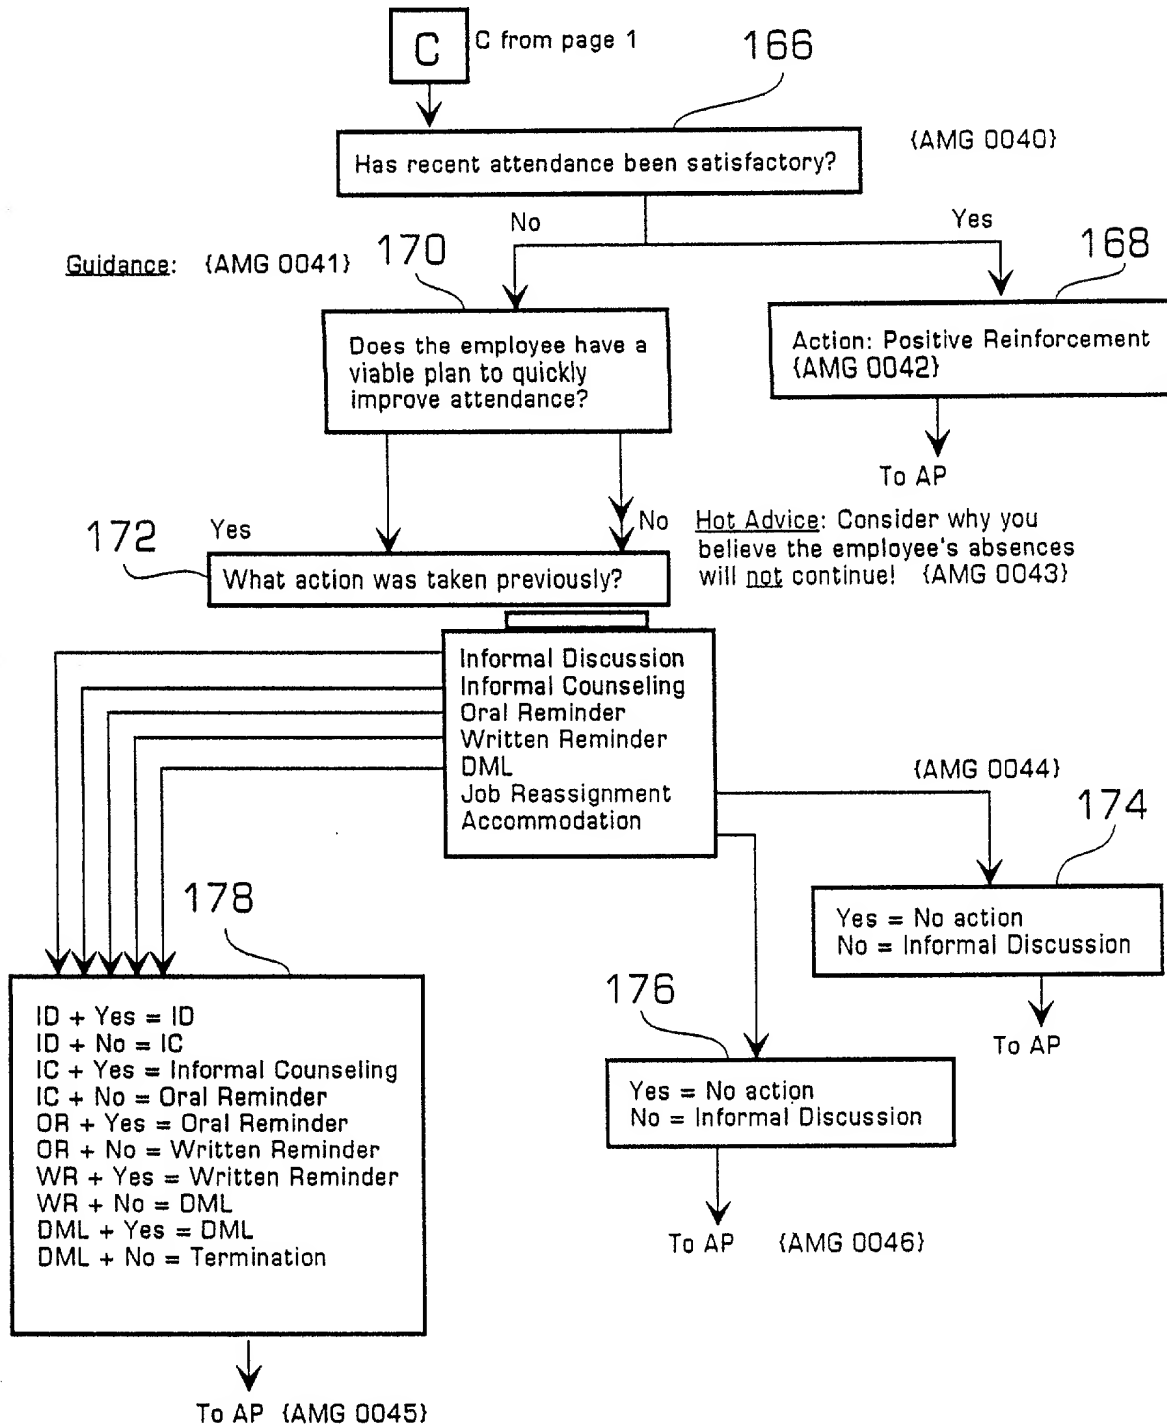 C
C from page 1
166
Has recent attendance been satisfactory?
{AMG 0040}
No
Yes
Guidance: {AMG 0041}
170
168
Does the employee have a
viable plan to quickly
improve attendance?
Action: Positive Reinforcement
{AMG 0042}
To AP
172
Yes
No
Hot Advice: Consider why you
believe the employee's absences
will not continue! {AMG 0043}
What action was taken previously?
Informal Discussion
Informal Counseling
Oral Reminder
Written Reminder
DML
Job Reassignment
Accommodation
{AMG 0044}
174
Yes = No action
No = Informal Discussion
To AP
178
ID + Yes = ID
ID + No = IC
IC + Yes = Informal Counseling
IC + No = Oral Reminder
OR + Yes = Oral Reminder
OR + No = Written Reminder
WR + Yes = Written Reminder
WR + No = DML
DML + Yes = DML
DML + No = Termination
176
Yes = No action
No = Informal Discussion
To AP {AMG 0046}
To AP {AMG 0045}